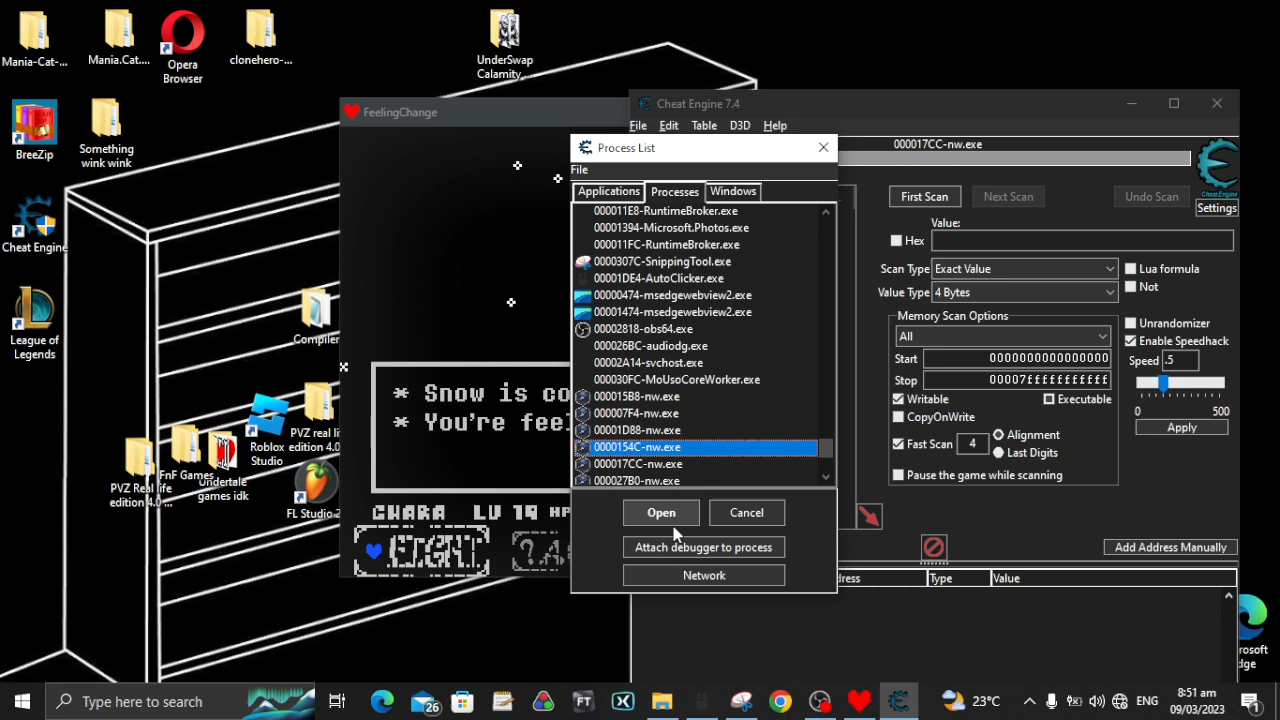 Mania-Cat-...
Mania.Cat....
Opera
Browser
clonehero-...
UnderSwap
Calamity ...
BreeZip
Something
wink wink
Cheat Engine
League of
Legends
Compiler
Roblox
Studio
PVZ real lif
edition 4.0
PVZ Real life
edition 4.0 ...
FnF Games
undertale
games idk
FL Studio 2
FeelingChange
* Snow is co
* You're fee
CHARA LV 19 HP
FIGHT
Cheat Engine 7.4
File Edit Table D3D Help
000017CC-nw.exe
Process List
File
Applications Processes Windows
000011E8-RuntimeBroker.exe
00001394-Microsoft.Photos.exe
000011FC-RuntimeBroker.exe
0000307C-SnippingTool.exe
00001DE4-AutoClicker.exe
00000474-msedgewebview2.exe
00001474-msedgewebview2.exe
00002818-obs64.exe
000026BC-audiodg.exe
00002A14-svchost.exe
000030FC-MoUsoCoreWorker.exe
000015B8-nw.exe
000007F4-nw.exe
00001D88-nw.exe
0000154C-nw.exe
000017CC-nw.exe
000027B0-nw.exe
Open Cancel
Attach debugger to process
Network
First Scan Next Scan Undo Scan
Settings
Value:
Hex
Scan Type Exact Value
Lua formula
Value Type 4 Bytes
Not
Memory Scan Options
All
Start 0000000000000000
Stop 00007fffffffffff
Writable Executable
CopyOnWrite
Fast Scan 4 Alignment
Last Digits
Pause the game while scanning
Unrandomizer
Enable Speedhack
Speed .5
0 500
Apply
Add Address Manually
dress Type Value
rosoft
dge
Type here to search
26
FT
23°C
ENG
8:51 am
09/03/2023
1